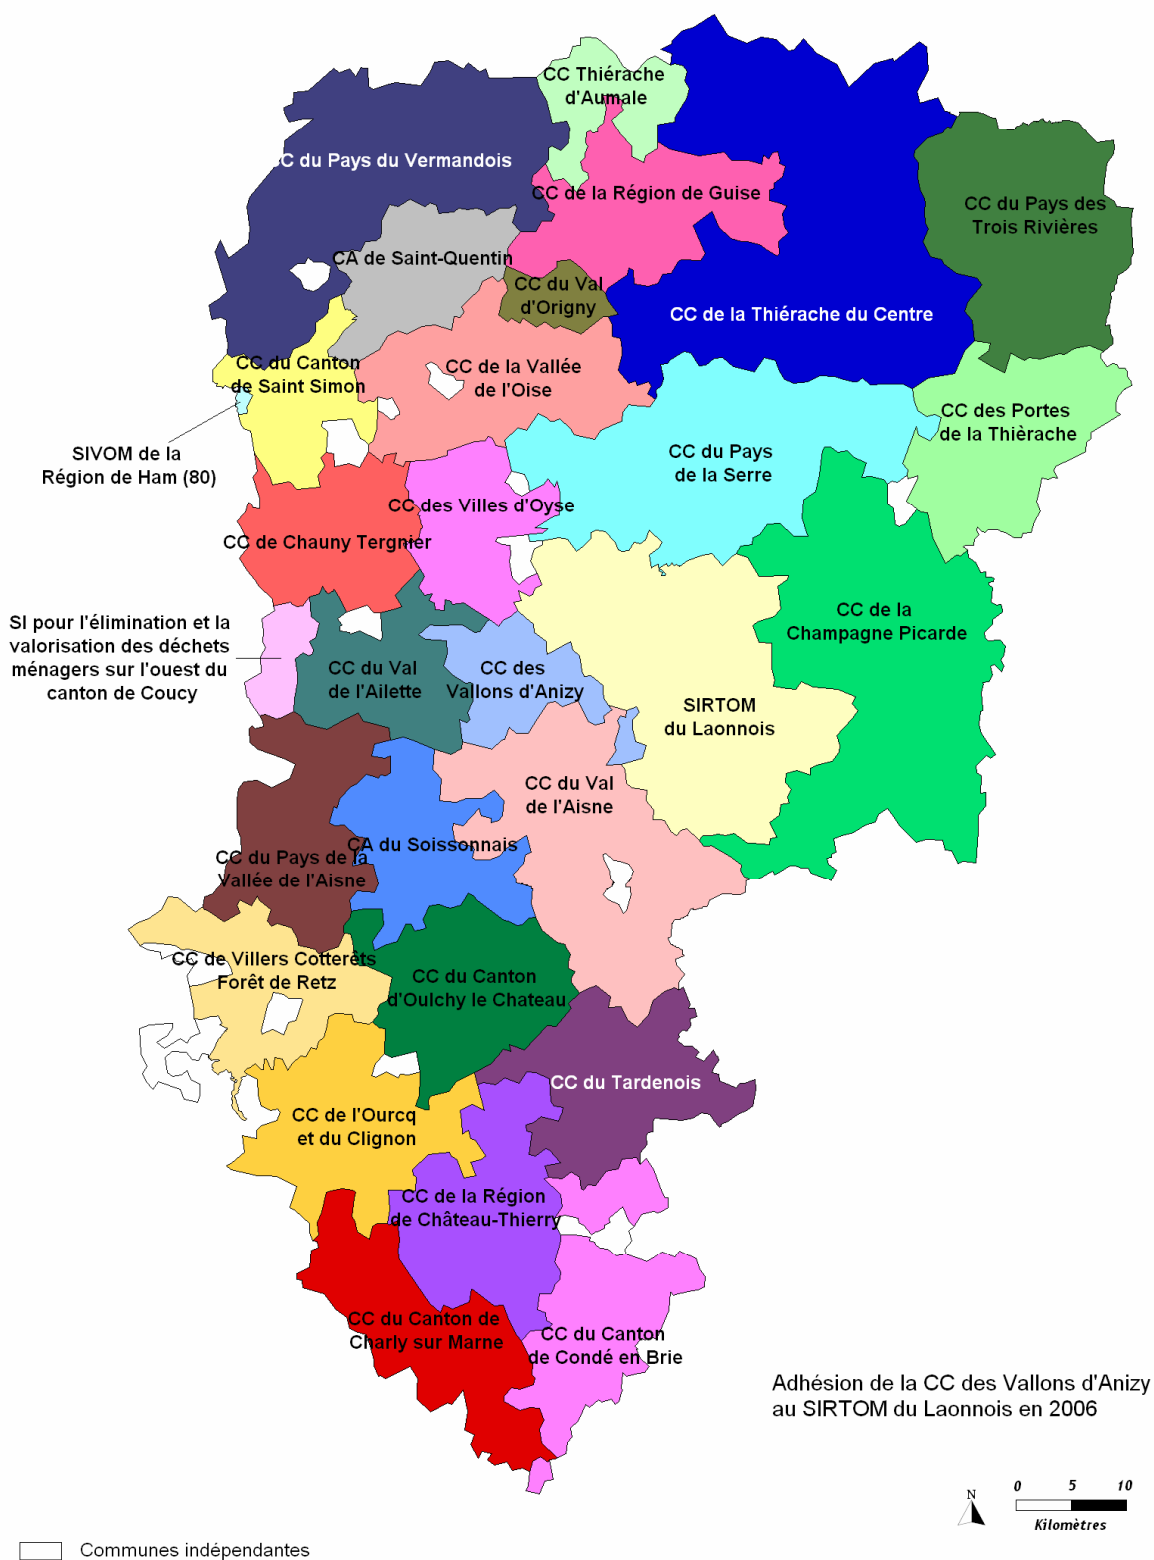 CC Thiérache
d'Aumale
CC du Pays du Vermandois
CC de la Région de Guise
CC du Pays des
Trois Rivières
CA de Saint-Quentin
CC du Val
d'Origny
CC de la Thiérache du Centre
CC du Canton
de Saint Simon
CC de la Vallée
de l'Oise
CC des Portes
de la Thièrache
SIVOM de la
Région de Ham (80)
CC du Pays
de la Serre
CC des Villes d'Oyse
CC de Chauny Tergnier
SI pour l'élimination et la
valorisation des déchets
ménagers sur l'ouest du
canton de Coucy
CC de la
Champagne Picarde
CC du Val
de l'Ailette
CC des
Vallons d'Anizy
SIRTOM
du Laonnois
CC du Val
de l'Aisne
CA du Soissonnais
CC du Pays de la
Vallée de l'Aisne
CC de Villers Cotterêts
Forêt de Retz
CC du Canton
d'Oulchy le Chateau
CC du Tardenois
CC de l'Ourcq
et du Clignon
CC de la Région
de Château-Thierry
CC du Canton de
Charly sur Marne
CC du Canton
de Condé en Brie
Adhésion de la CC des Vallons d'Anizy
au SIRTOM du Laonnois en 2006
N
0 5 10
Kilomètres
Communes indépendantes